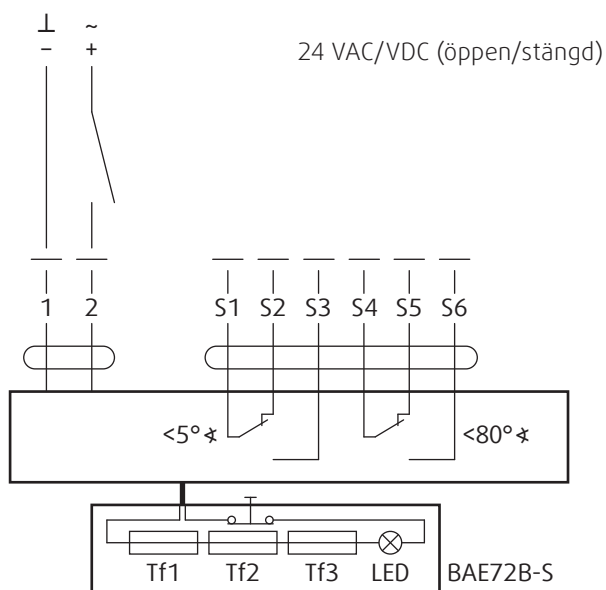 ⊥ ~
– +
24 VAC/VDC (öppen/stängd)
1 2 S1 S2 S3 S4 S5 S6
<5° ∢ <80° ∢
Tf1 Tf2 Tf3 LED BAE72B-S